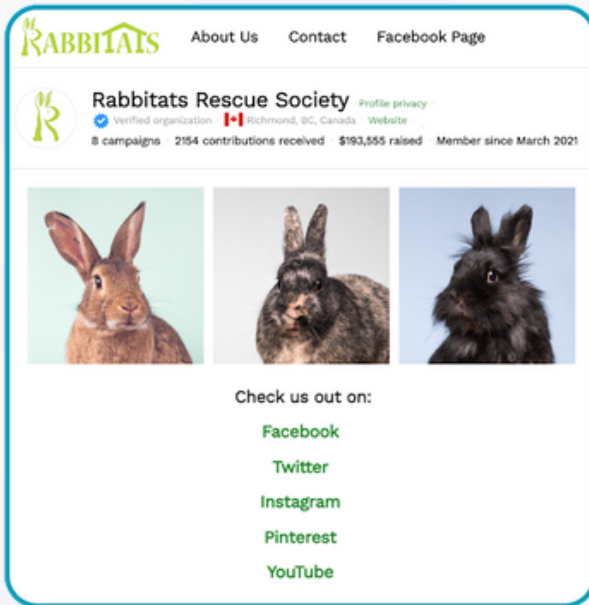 RABBITATS About Us Contact Facebook Page
Rabbitats Rescue Society Profile privacy
Verified organization · Richmond, BC, Canada · Website
8 campaigns · 2154 contributions received · $193,555 raised · Member since March 2021
Check us out on:
Facebook
Twitter
Instagram
Pinterest
YouTube